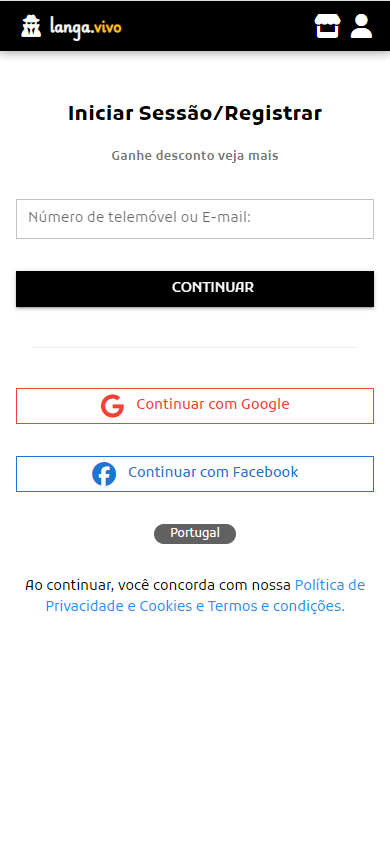 langa.vivo
Iniciar Sessão/Registrar
Ganhe desconto veja mais
Número de telemóvel ou E-mail:
CONTINUAR
Continuar com Google
Continuar com Facebook
Portugal
Ao continuar, você concorda com nossa Política de
Privacidade e Cookies e Termos e condições.